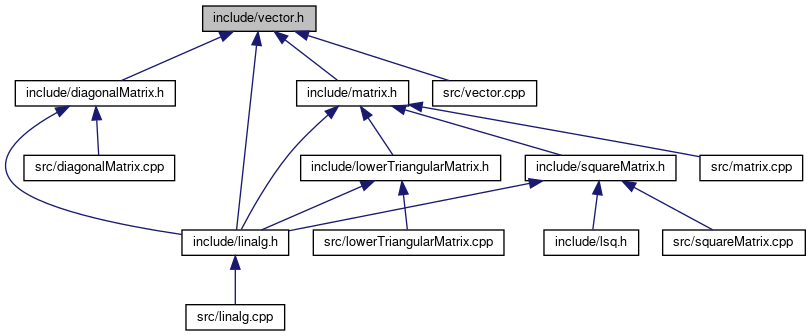 include/vector.h
include/diagonalMatrix.h
include/matrix.h
src/vector.cpp
src/diagonalMatrix.cpp
include/lowerTriangularMatrix.h
include/squareMatrix.h
src/matrix.cpp
include/linalg.h
src/lowerTriangularMatrix.cpp
include/lsq.h
src/squareMatrix.cpp
src/linalg.cpp